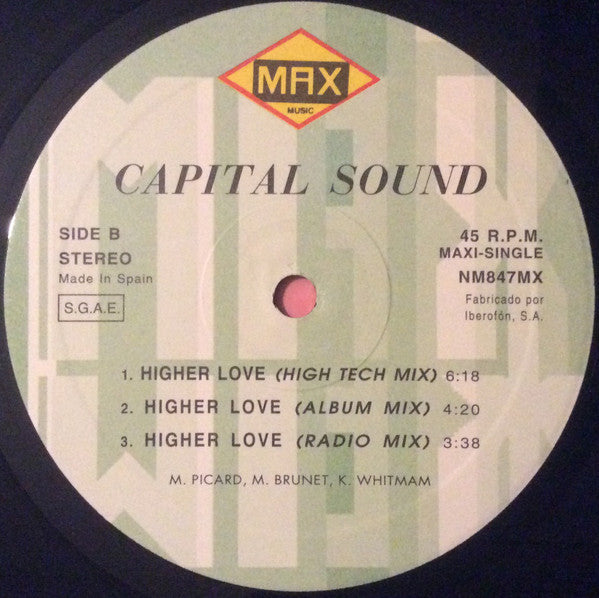 MAX
MUSIC
CAPITAL SOUND
SIDE B
STEREO
Made In Spain
S.G.A.E.
45 R.P.M.
MAXI-SINGLE
NM847MX
Fabricado por
Iberofón, S.A.
1. HIGHER LOVE (HIGH TECH MIX) 6:18
2. HIGHER LOVE (ALBUM MIX) 4:20
3. HIGHER LOVE (RADIO MIX) 3:38
M. PICARD, M. BRUNET, K. WHITMAM